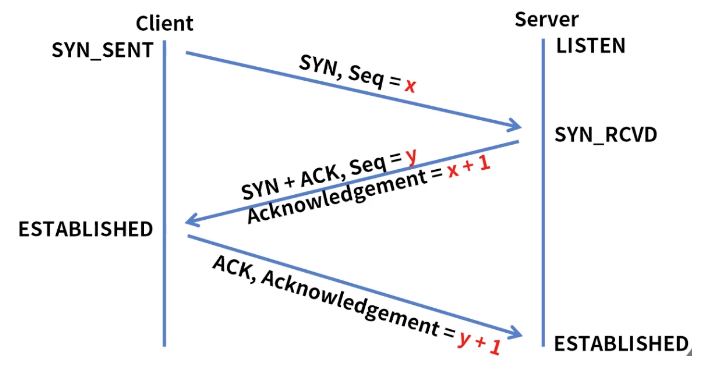 Client
Server
SYN_SENT
LISTEN
SYN, Seq = x
SYN_RCVD
SYN + ACK, Seq = y
Acknowledgement = x + 1
ESTABLISHED
ACK, Acknowledgement = y + 1
ESTABLISHED